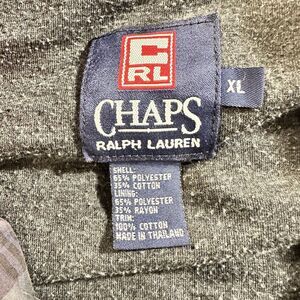 C
RL
CHAPS
RALPH LAUREN
XL
SHELL:
65% POLYESTER
35% COTTON
LINING:
65% POLYESTER
35% RAYON
TRIM:
100% COTTON
MADE IN THAILAND